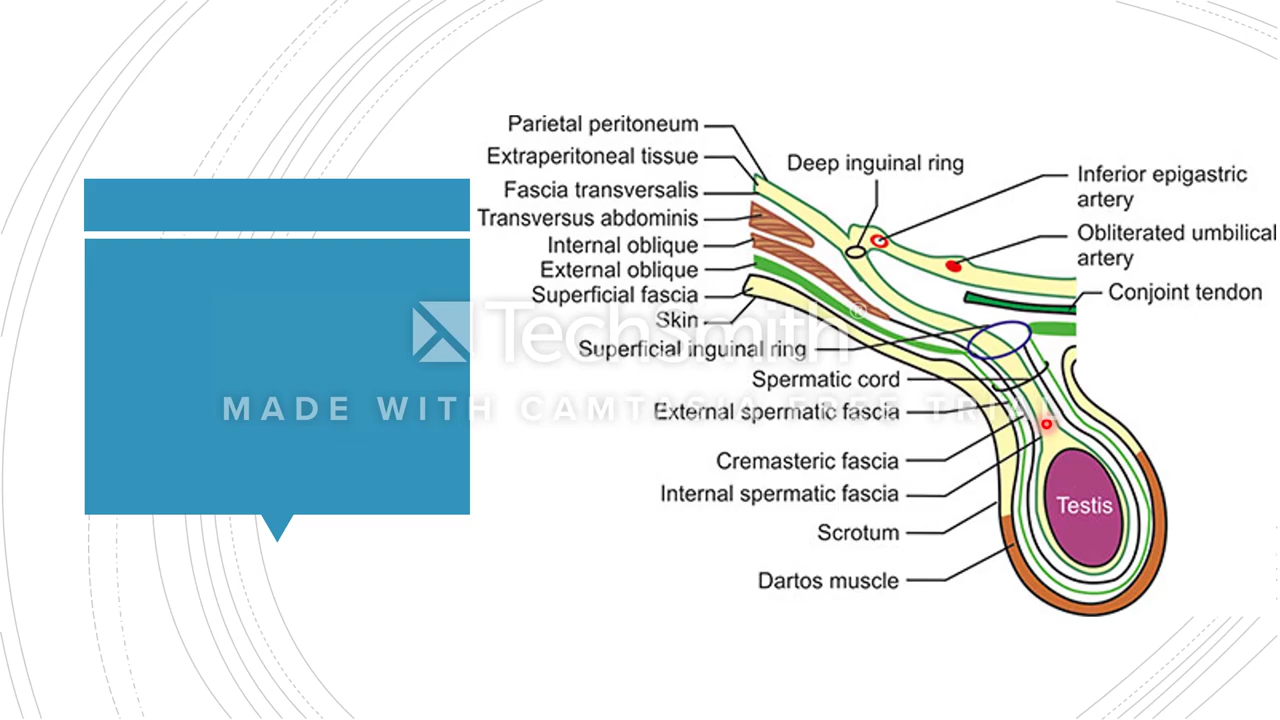 Parietal peritoneum
Extraperitoneal tissue
Deep inguinal ring
Inferior epigastric
artery
Fascia transversalis
Transversus abdominis
Obliterated umbilical
artery
Internal oblique
External oblique
Conjoint tendon
Superficial fascia
Skin
TechSmith®
Superficial inguinal ring
Spermatic cord
MADE WITH CAMTASIA FREE TRIAL
External spermatic fascia
Cremasteric fascia
Internal spermatic fascia
Testis
Scrotum
Dartos muscle